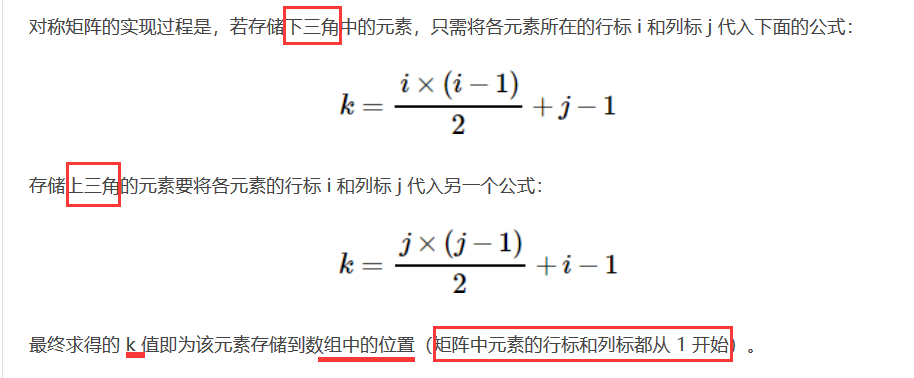 对称矩阵的实现过程是，若存储下三角中的元素，只需将各元素所在的行标 i 和列标 j 代入下面的公式：
k = \frac{i × (i − 1)}{2} + j − 1
存储上三角的元素要将各元素的行标 i 和列标 j 代入另一个公式：
k = \frac{j × (j − 1)}{2} + i − 1
最终求得的 k 值即为该元素存储到数组中的位置（矩阵中元素的行标和列标都从 1 开始）。